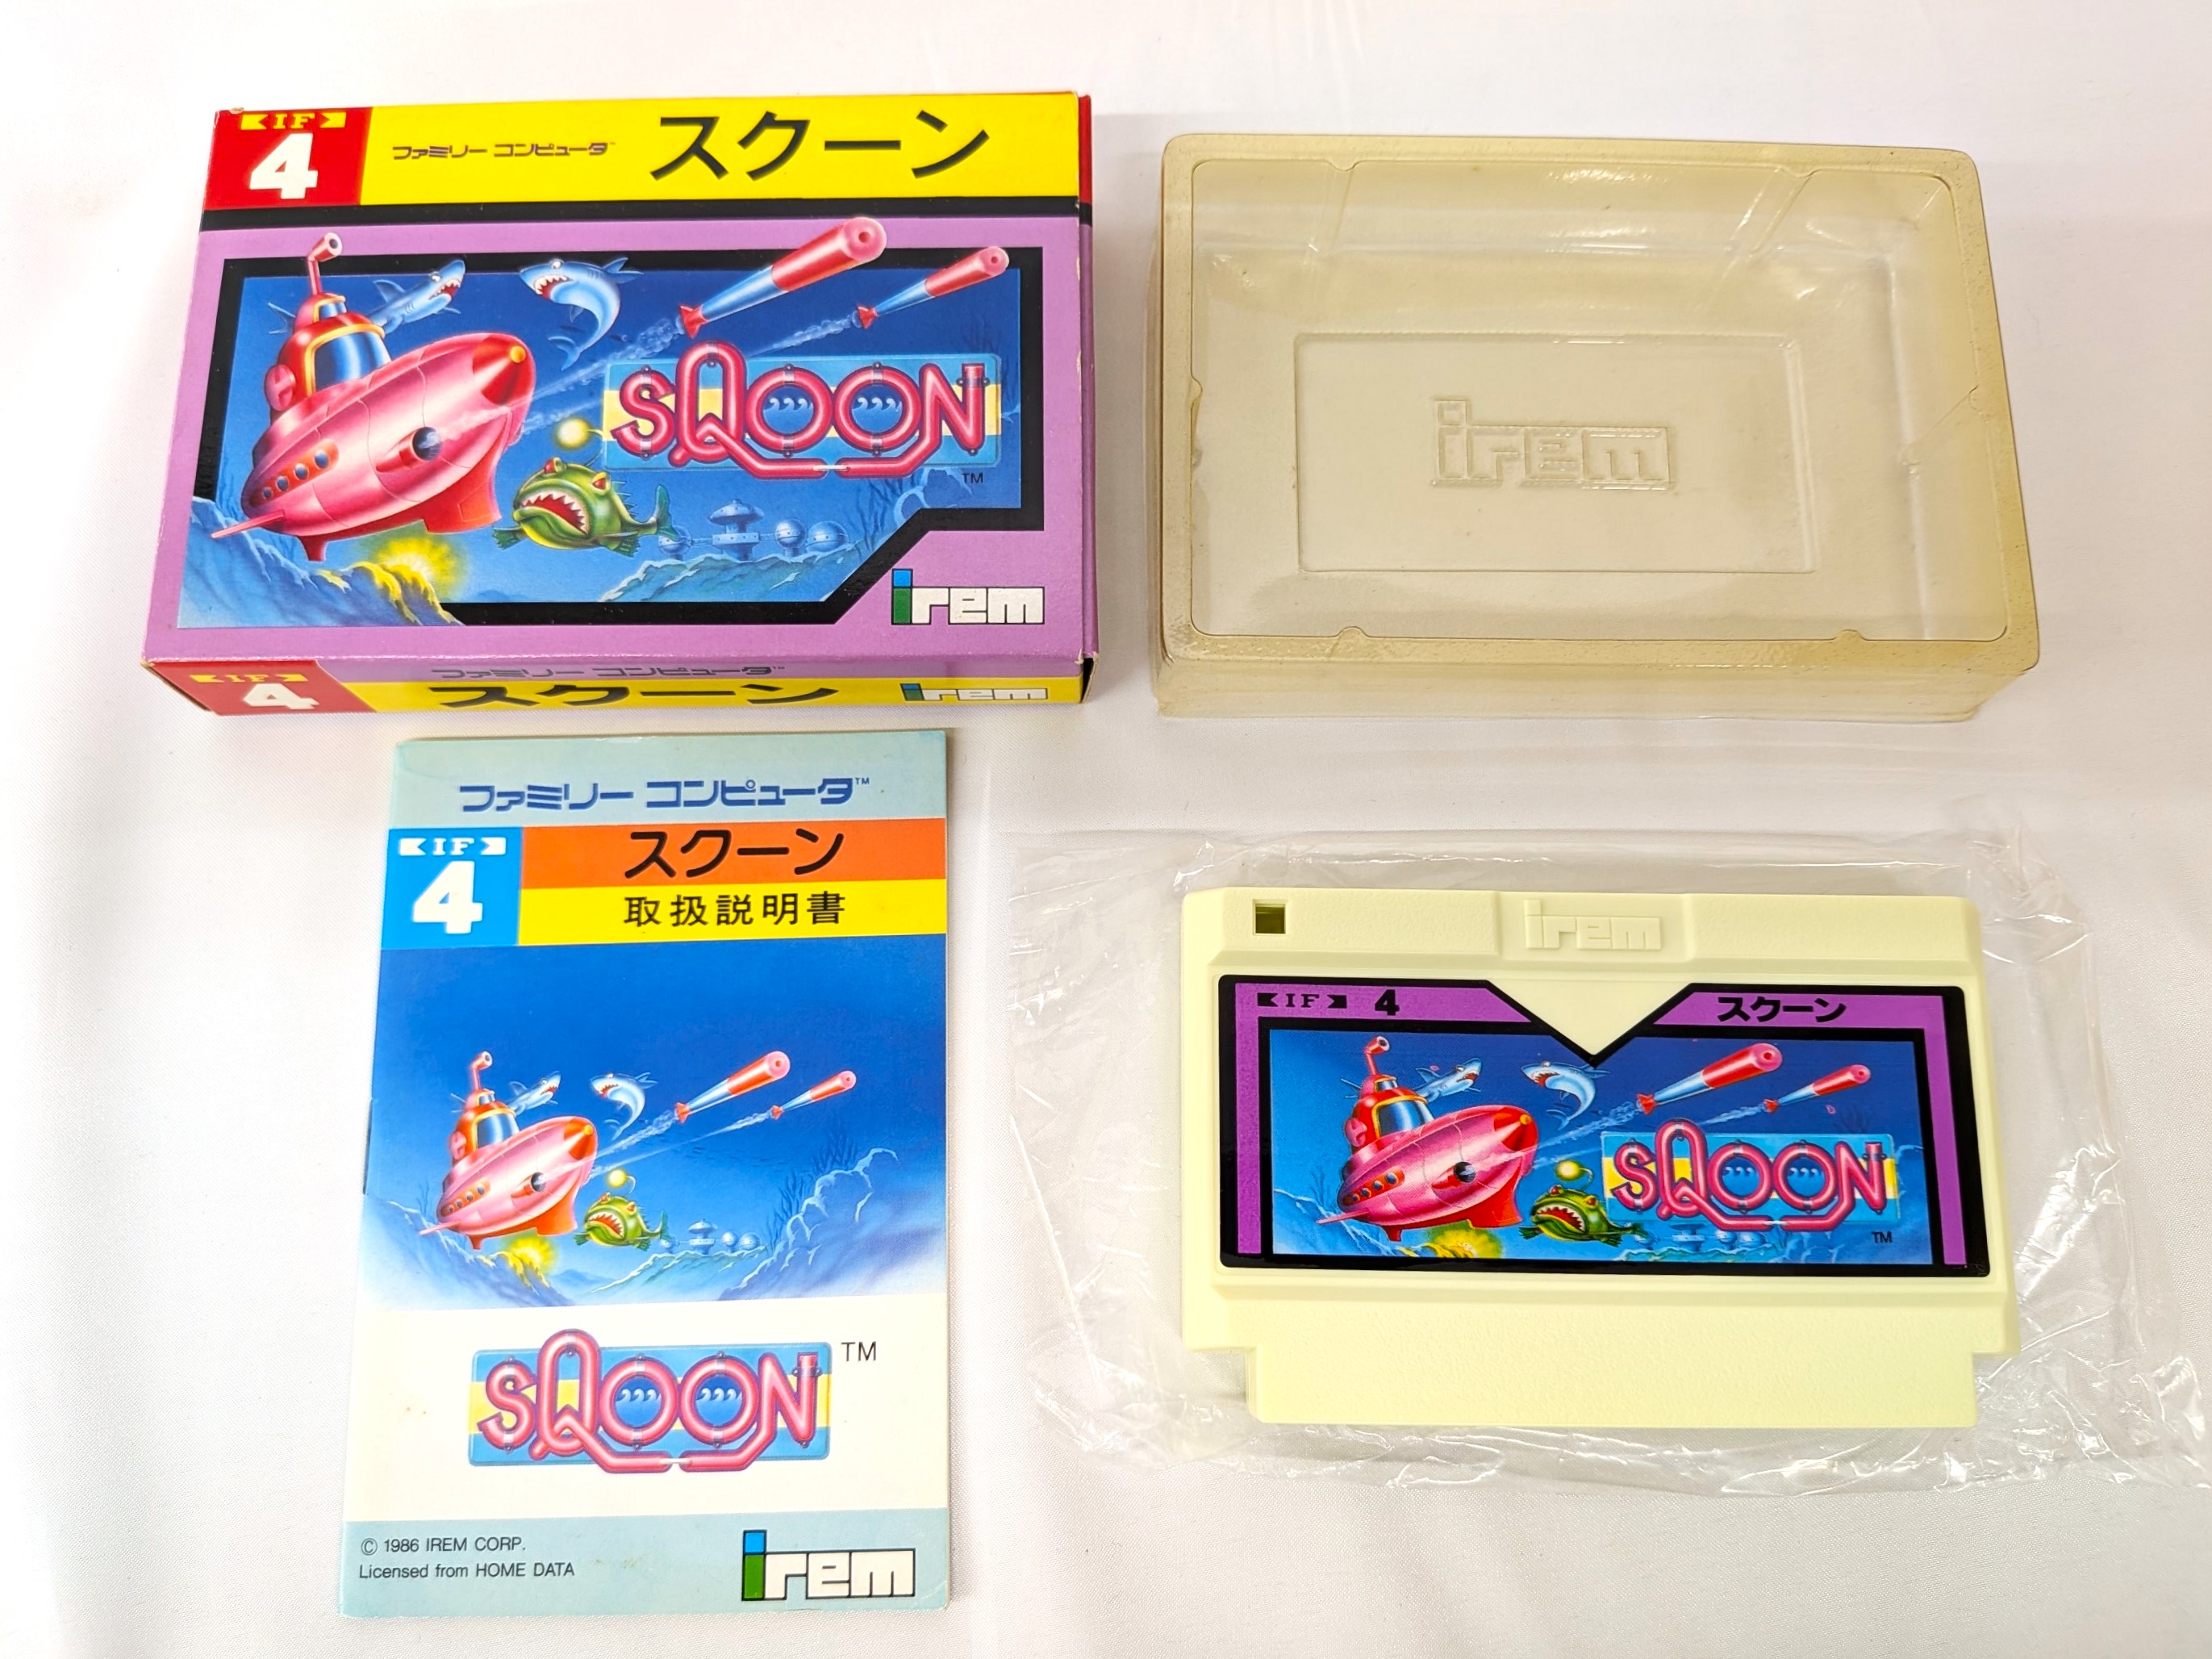 IF
4
ファミリー コンピュータ™
スクーン
SQOON
TM
irem
IF
4
ファミリー コンピュータ
スクーン
irem
irem
ファミリー コンピュータ™
IF
4
スクーン
取扱説明書
SQOON
TM
© 1986 IREM CORP.
Licensed from HOME DATA
irem
irem
IF 4
スクーン
SQOON
TM